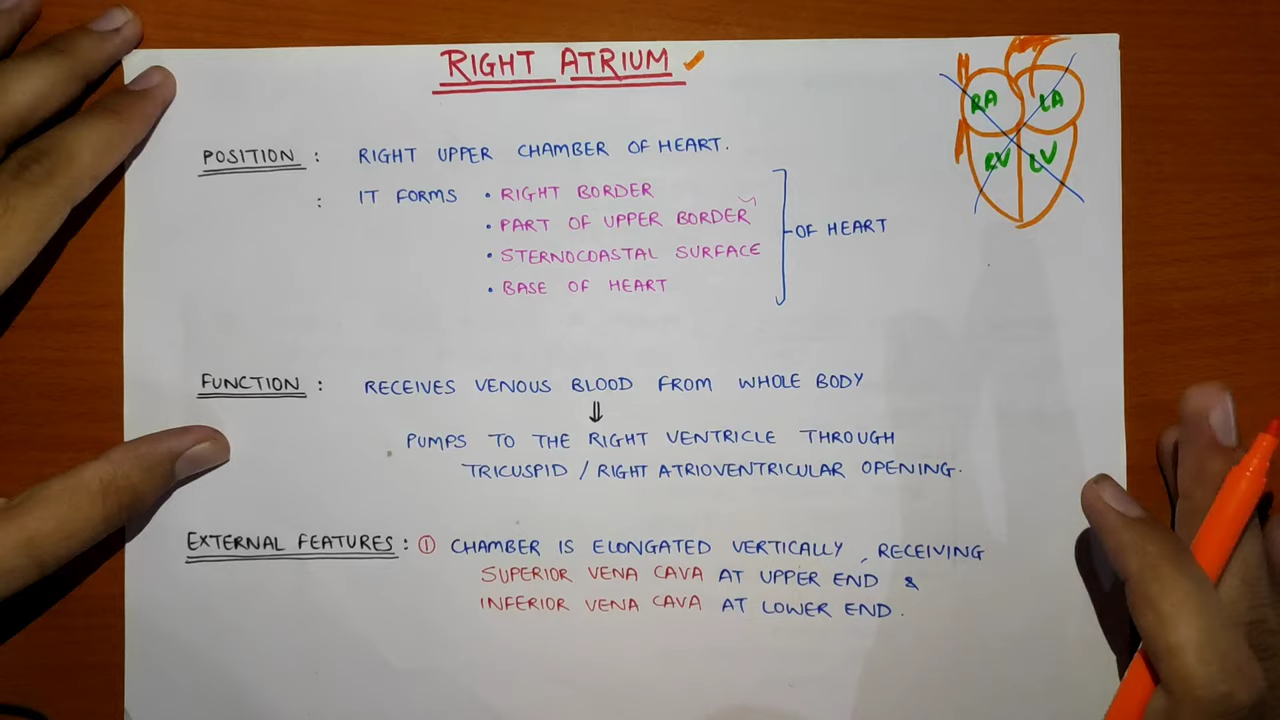 RIGHT ATRIUM ✓
RA LA
RV LV
POSITION : RIGHT UPPER CHAMBER OF HEART.
: IT FORMS • RIGHT BORDER
• PART OF UPPER BORDER
• STERNOCOASTAL SURFACE
• BASE OF HEART
OF HEART
FUNCTION : RECEIVES VENOUS BLOOD FROM WHOLE BODY
⇓
PUMPS TO THE RIGHT VENTRICLE THROUGH
TRICUSPID / RIGHT ATRIOVENTRICULAR OPENING.
EXTERNAL FEATURES : ① CHAMBER IS ELONGATED VERTICALLY, RECEIVING
SUPERIOR VENA CAVA AT UPPER END &
INFERIOR VENA CAVA AT LOWER END.